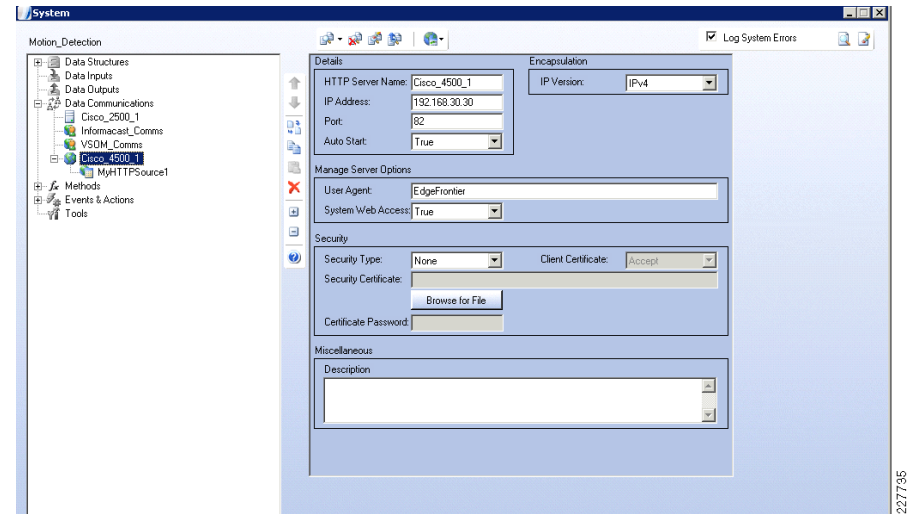 System
Motion_Detection
Log System Errors
Data Structures
Data Inputs
Data Outputs
Data Communications
Cisco_2500_1
Informacast_Comms
VSOM_Comms
Cisco_4500_1
MyHTTPSource1
Methods
Events & Actions
Tools
Details
HTTP Server Name: Cisco_4500_1
IP Address: 192.168.30.30
Port: 82
Auto Start: True
Encapsulation
IP Version: IPv4
Manage Server Options
User Agent: EdgeFrontier
System Web Access: True
Security
Security Type: None
Client Certificate: Accept
Security Certificate:
Browse for File
Certificate Password:
Miscellaneous
Description
227735